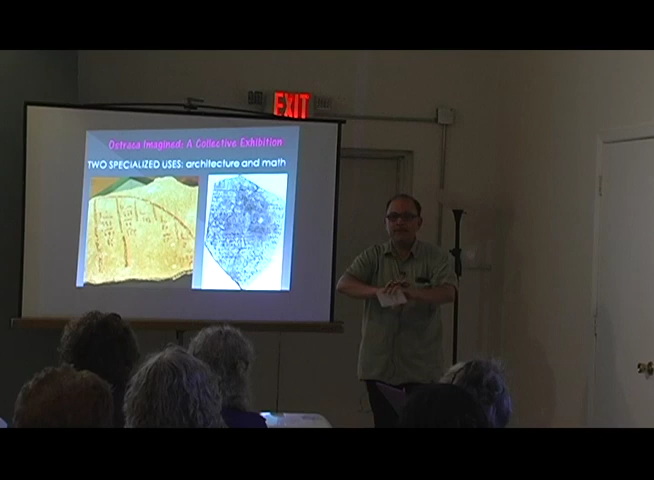 EXIT
Ostraca Imagined: A Collective Exhibition
TWO SPECIALIZED USES: architecture and math